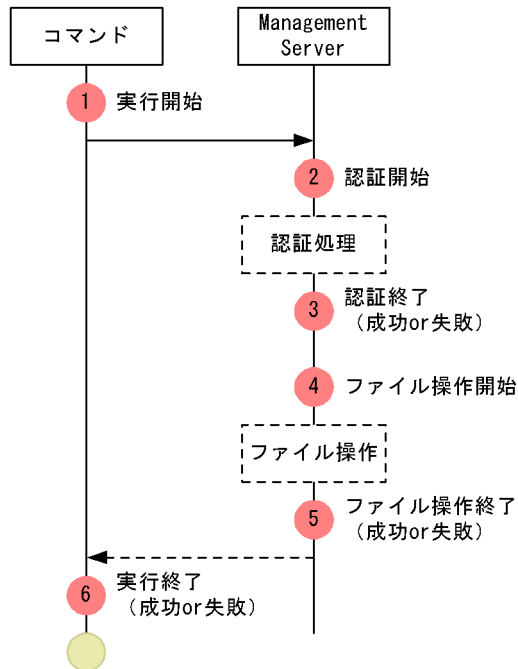 コマンド
Management
Server
1 実行開始
2 認証開始
認証処理
3 認証終了
(成功or失敗)
4 ファイル操作開始
ファイル操作
5 ファイル操作終了
(成功or失敗)
6 実行終了
(成功or失敗)